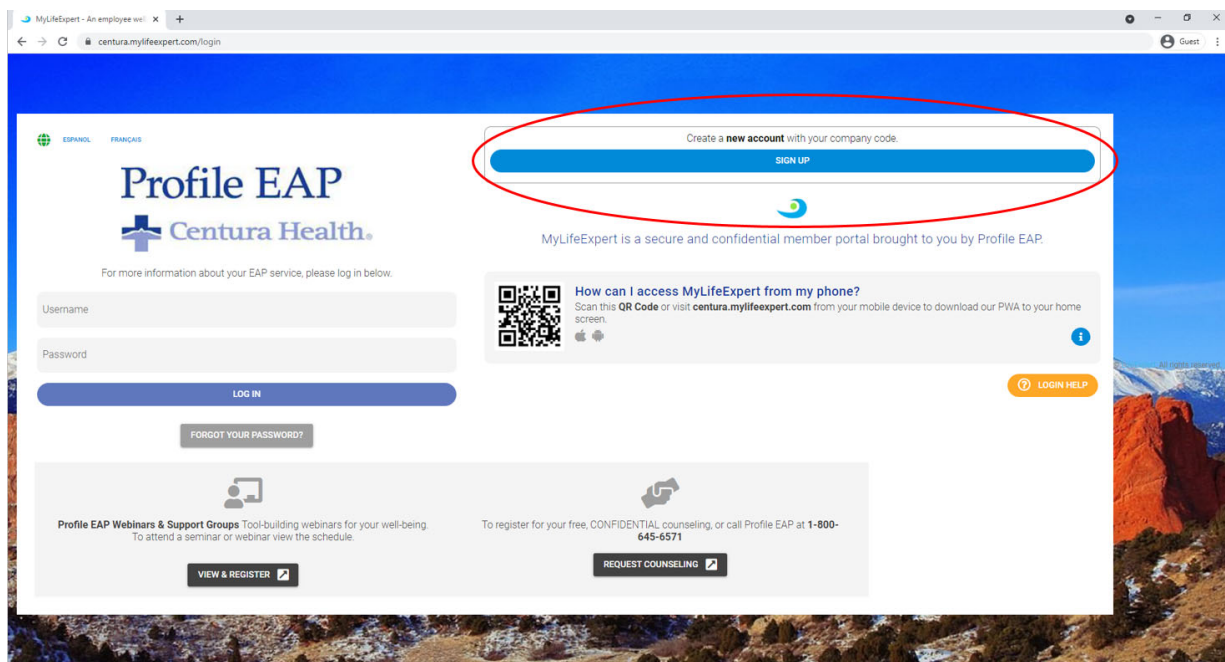 MyLifeExpert - An employee well
centura.mylifeexpert.com/login
Guest
ESPANOL FRANÇAIS
Profile EAP
Centura Health®
For more information about your EAP service, please log in below.
Username
Password
LOG IN
FORGOT YOUR PASSWORD?
Create a new account with your company code.
SIGN UP
MyLifeExpert is a secure and confidential member portal brought to you by Profile EAP.
How can I access MyLifeExpert from my phone?
Scan this QR Code or visit centura.mylifeexpert.com from your mobile device to download our PWA to your home
screen.
All rights reserved
LOGIN HELP
Profile EAP Webinars & Support Groups Tool-building webinars for your well-being.
To attend a seminar or webinar view the schedule.
VIEW & REGISTER
To register for your free, CONFIDENTIAL counseling, or call Profile EAP at 1-800-
645-6571
REQUEST COUNSELING